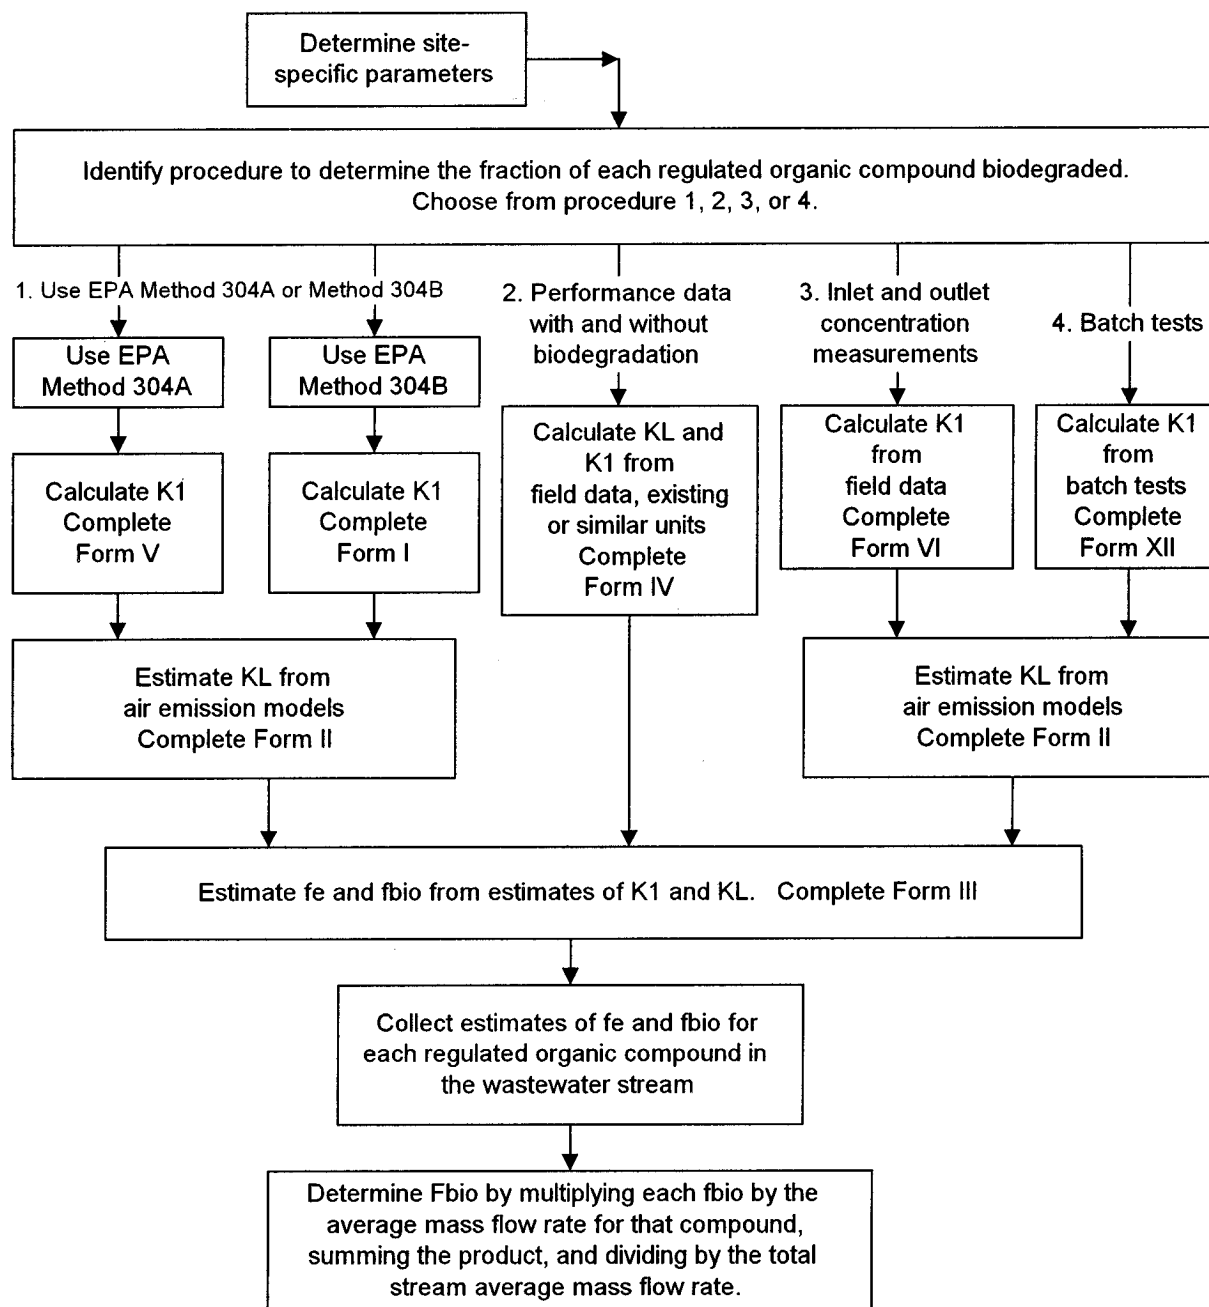 Determine site-
specific parameters
Identify procedure to determine the fraction of each regulated organic compound biodegraded.
Choose from procedure 1, 2, 3, or 4.
1. Use EPA Method 304A or Method 304B
Use EPA
Method 304A
Use EPA
Method 304B
2. Performance data
with and without
biodegradation
3. Inlet and outlet
concentration
measurements
4. Batch tests
Calculate K1
Complete
Form V
Calculate K1
Complete
Form I
Calculate KL and
K1 from
field data, existing
or similar units
Complete
Form IV
Calculate K1
from
field data
Complete
Form VI
Calculate K1
from
batch tests
Complete
Form XII
Estimate KL from
air emission models
Complete Form II
Estimate KL from
air emission models
Complete Form II
Estimate fe and fbio from estimates of K1 and KL. Complete Form III
Collect estimates of fe and fbio for
each regulated organic compound in
the wastewater stream
Determine Fbio by multiplying each fbio by the
average mass flow rate for that compound,
summing the product, and dividing by the total
stream average mass flow rate.